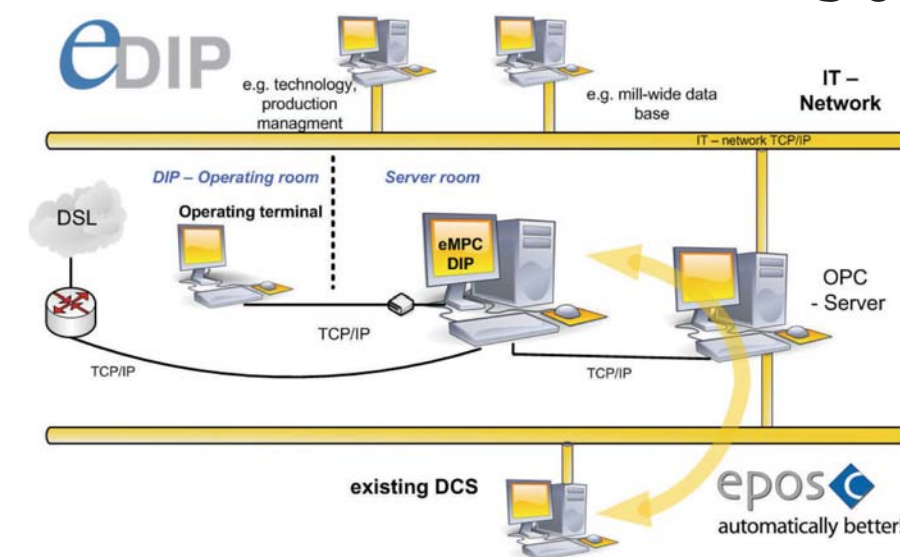 eDIP
e.g. technology,
production
managment
e.g. mill-wide data
base
IT –
Network
IT – network TCP/IP
DIP – Operating room
Server room
Operating terminal
DSL
eMPC
DIP
OPC
- Server
TCP/IP
TCP/IP
TCP/IP
existing DCS
epos C
automatically better!